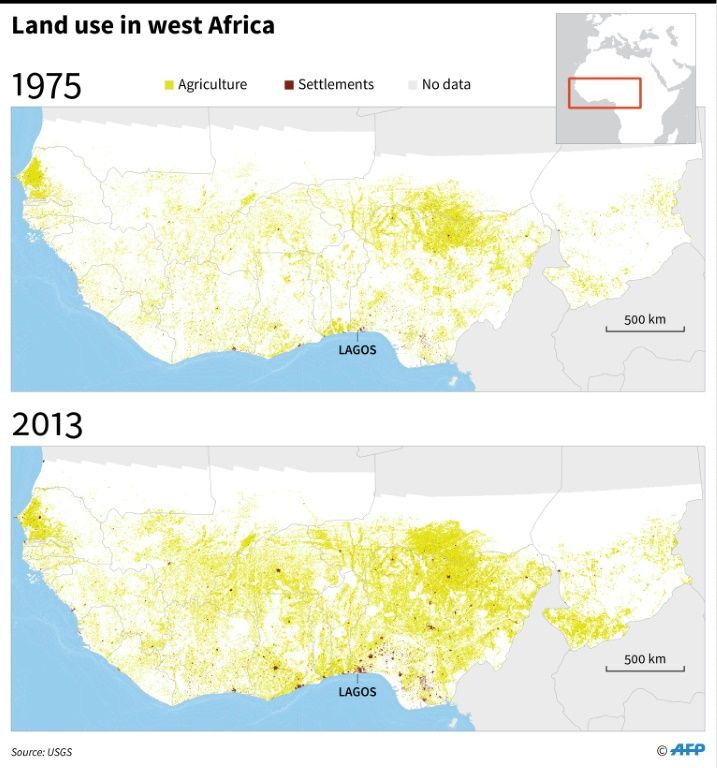 Land use in west Africa
1975
Agriculture
Settlements
No data
500 km
LAGOS
2013
500 km
LAGOS
Source: USGS
© AFP